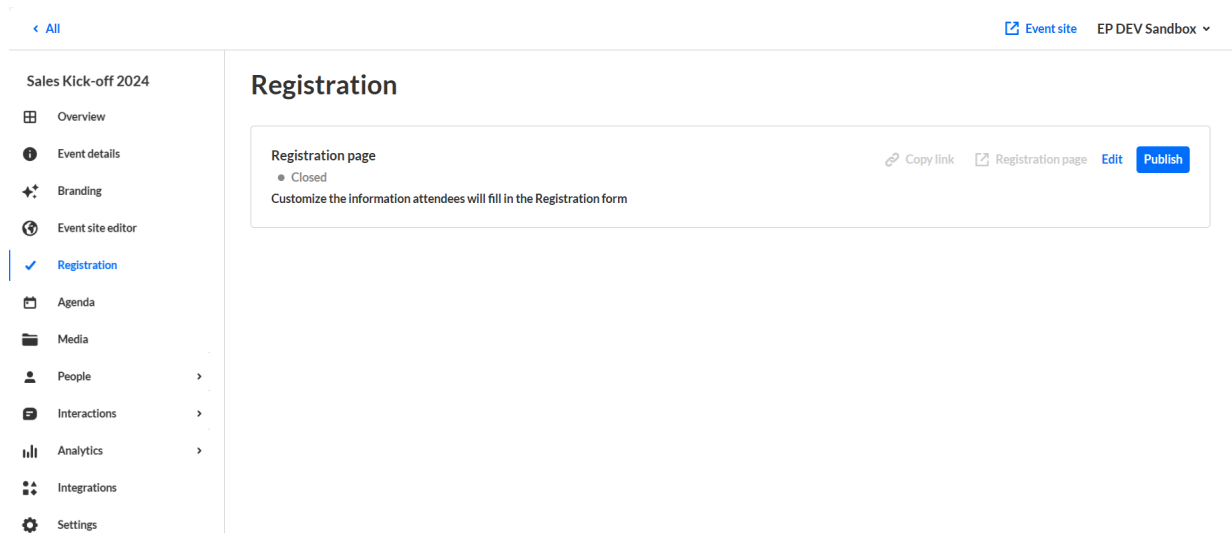 All
Event site
EP DEV Sandbox
Sales Kick-off 2024
Overview
Event details
Branding
Event site editor
Registration
Agenda
Media
People
Interactions
Analytics
Integrations
Settings
Registration
Registration page
Closed
Customize the information attendees will fill in the Registration form
Copy link
Registration page
Edit
Publish